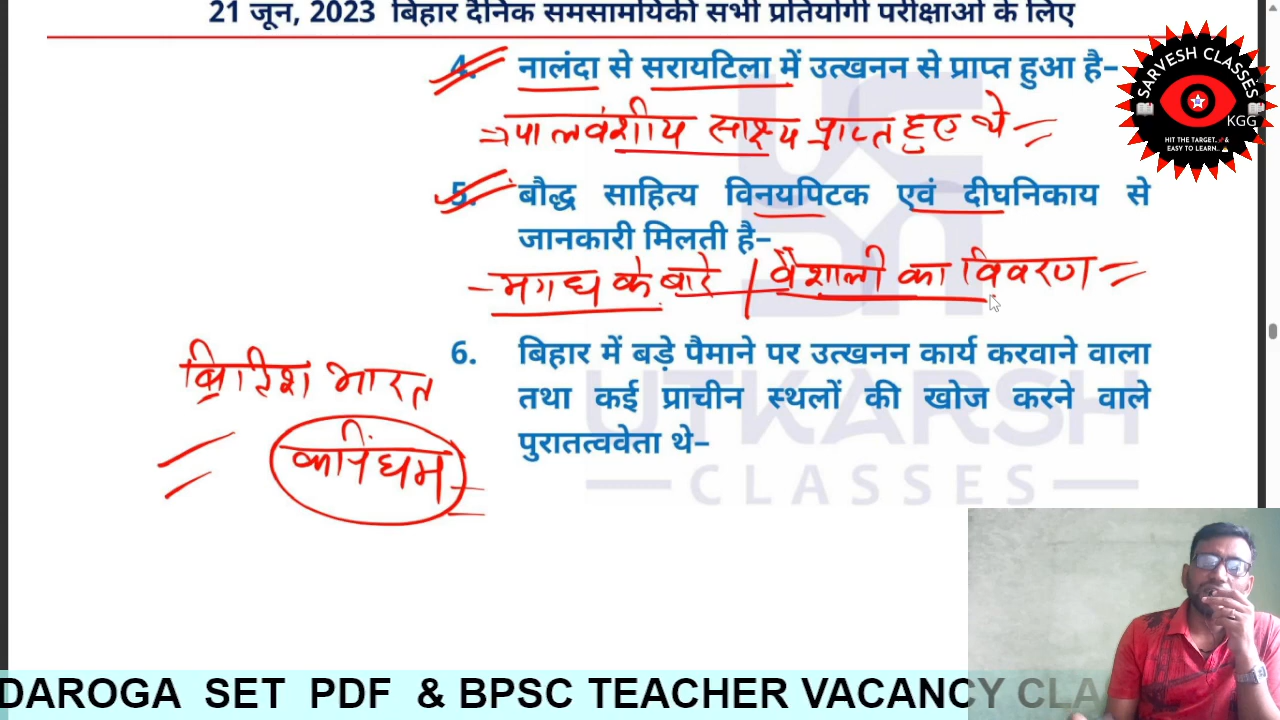 21 जून, 2023 बिहार दैनिक समसामयिकी सभी प्रतियोगी परीक्षाओं के लिए
SARVESH CLASSES
KGG
HIT THE TARGET..&
EASY TO LEARN..
4. नालंदा से सरायटिला में उत्खनन से प्राप्त हुआ है–
⇒ पालवंशीय साक्ष्य प्राप्त हुए थे =
5. बौद्ध साहित्य विनयपिटक एवं दीघनिकाय से
जानकारी मिलती है–
- मगध के बारे / वैशाली का विवरण =
6. बिहार में बड़े पैमाने पर उत्खनन कार्य करवाने वाला
तथा कई प्राचीन स्थलों की खोज करने वाले
पुरातत्ववेता थे–
ब्रिटिश भारत
कनिंघम
UTKARSH
CLASSES
DAROGA SET PDF & BPSC TEACHER VACANCY CLA